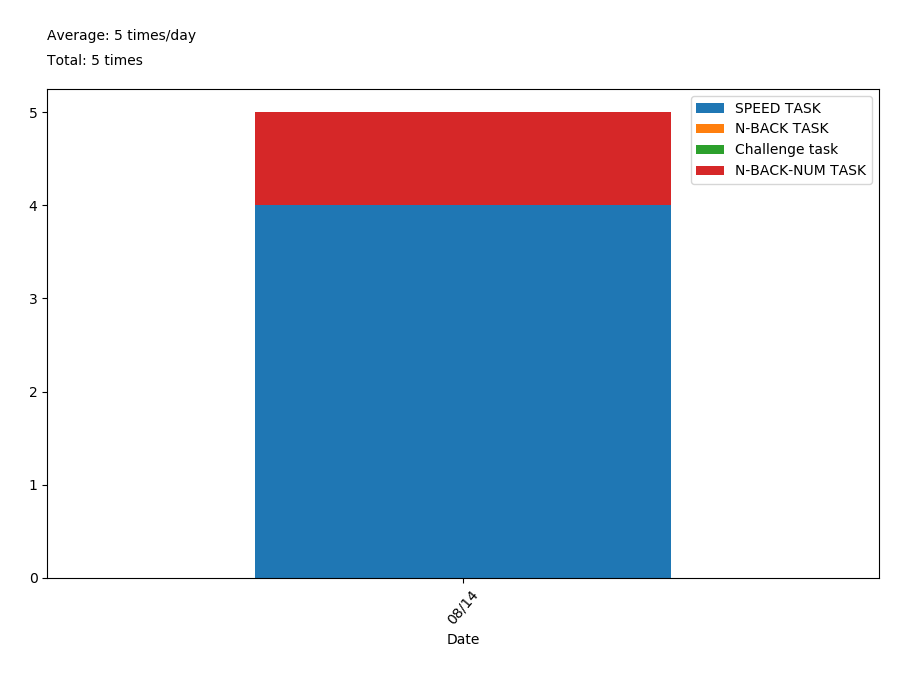 Average: 5 times/day
Total: 5 times
SPEED TASK
N-BACK TASK
Challenge task
N-BACK-NUM TASK
5
4
3
2
1
0
08/14
Date